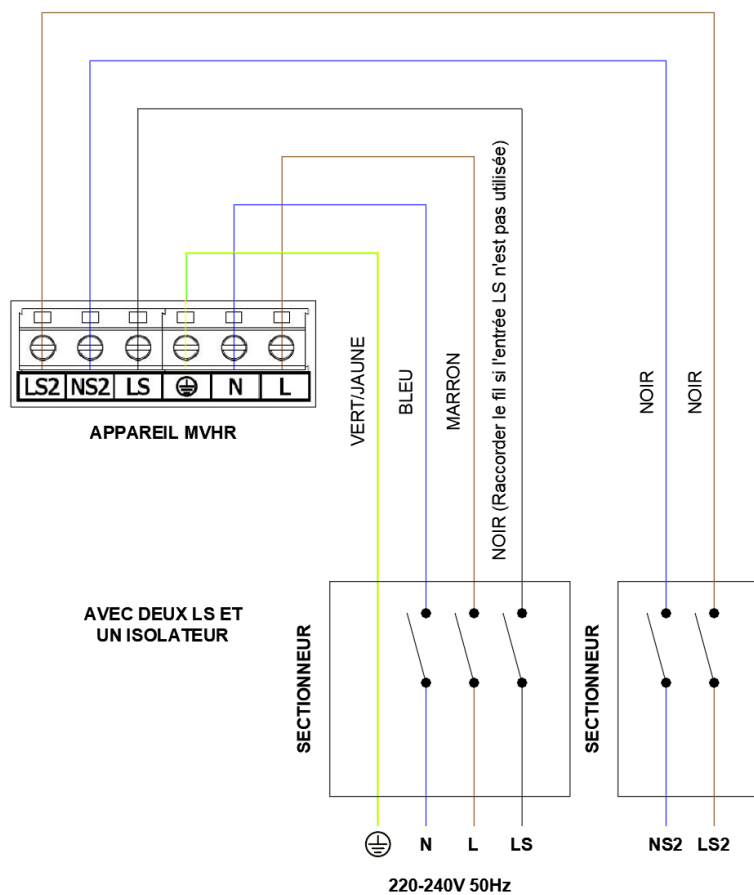 LS2 NS2 LS N L
APPAREIL MVHR
VERT/JAUNE
BLEU
MARRON
NOIR (Raccorder le fil si l'entrée LS n'est pas utilisée)
NOIR
NOIR
AVEC DEUX LS ET
UN ISOLATEUR
SECTIONNEUR
SECTIONNEUR
N L LS
NS2 LS2
220-240V 50Hz